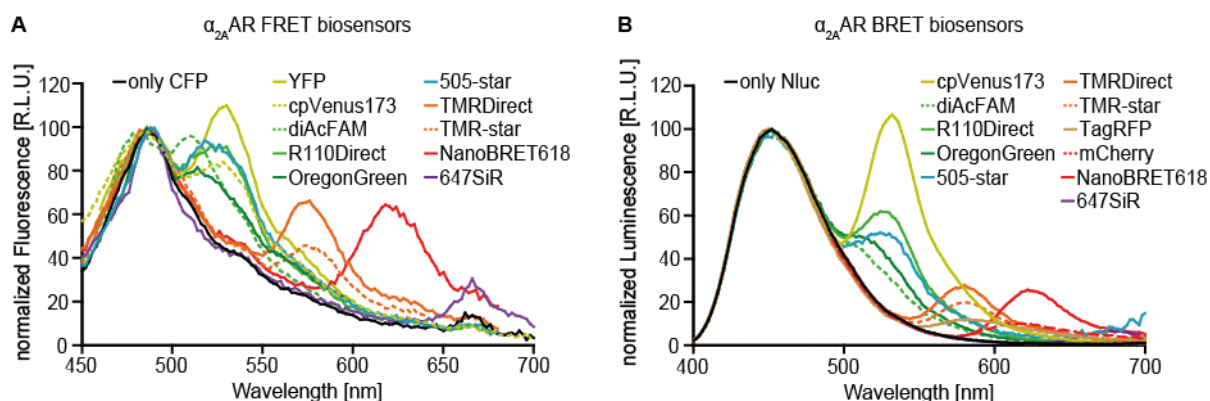 A
α2AAR FRET biosensors
normalized Fluorescence [R.L.U.]
120
100
80
60
40
20
0
only CFP
YFP
505-star
cpVenus173
TMRDirect
diAcFAM
TMR-star
R110Direct
NanoBRET618
OregonGreen
647SiR
450
500
550
600
650
700
Wavelength [nm]
B
α2AAR BRET biosensors
normalized Luminescence [R.L.U.]
120
100
80
60
40
20
0
only Nluc
cpVenus173
TMRDirect
diAcFAM
TMR-star
R110Direct
TagRFP
OregonGreen
mCherry
505-star
NanoBRET618
647SiR
400
500
600
700
Wavelength [nm]